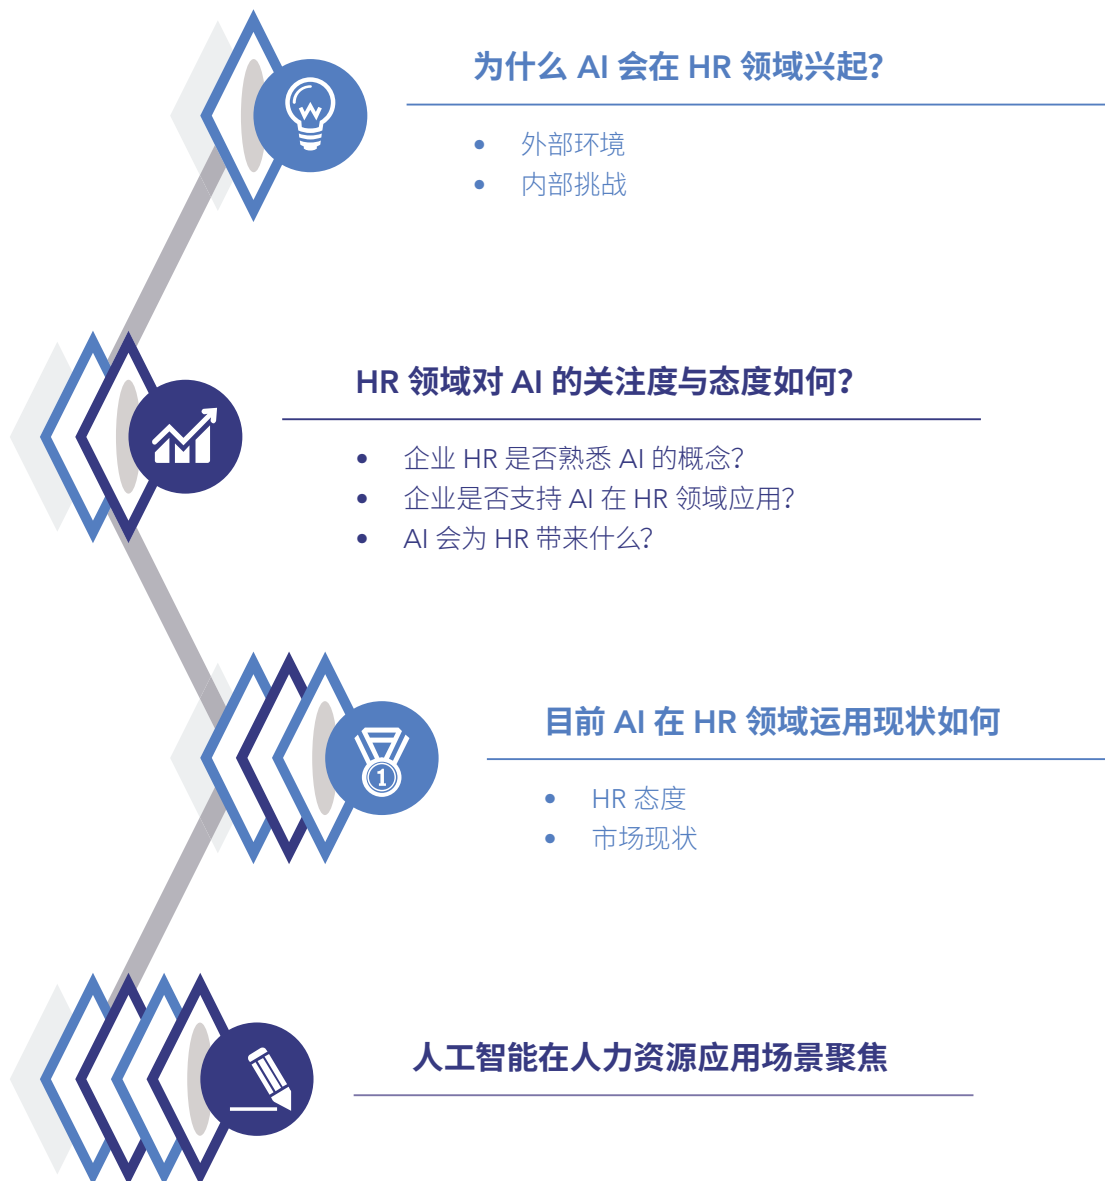 为什么 AI 会在 HR 领域兴起?
• 外部环境
• 内部挑战
HR 领域对 AI 的关注度与态度如何?
• 企业 HR 是否熟悉 AI 的概念?
• 企业是否支持 AI 在 HR 领域应用?
• AI 会为 HR 带来什么?
目前 AI 在 HR 领域运用现状如何
• HR 态度
• 市场现状
1
人工智能在人力资源应用场景聚焦